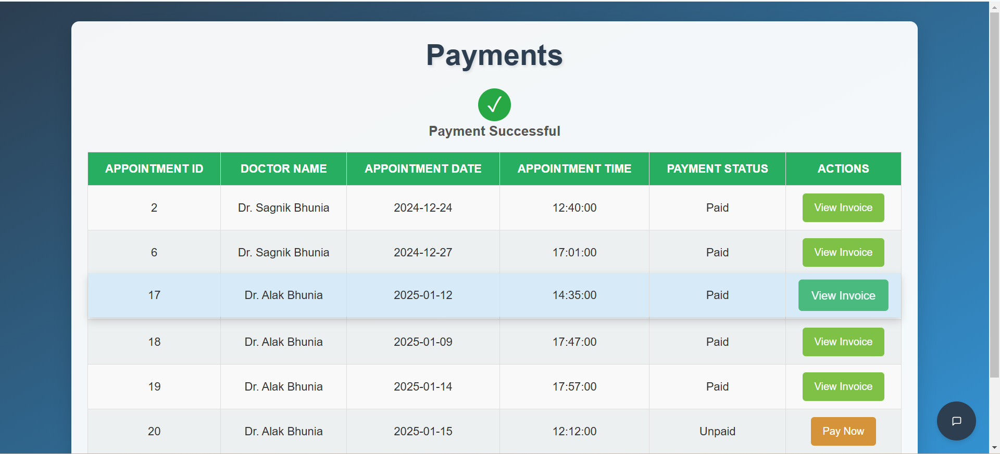 Payments
Payment Successful
APPOINTMENT ID DOCTOR NAME APPOINTMENT DATE APPOINTMENT TIME PAYMENT STATUS ACTIONS
2 Dr. Sagnik Bhunia 2024-12-24 12:40:00 Paid View Invoice
6 Dr. Sagnik Bhunia 2024-12-27 17:01:00 Paid View Invoice
17 Dr. Alak Bhunia 2025-01-12 14:35:00 Paid View Invoice
18 Dr. Alak Bhunia 2025-01-09 17:47:00 Paid View Invoice
19 Dr. Alak Bhunia 2025-01-14 17:57:00 Paid View Invoice
20 Dr. Alak Bhunia 2025-01-15 12:12:00 Unpaid Pay Now